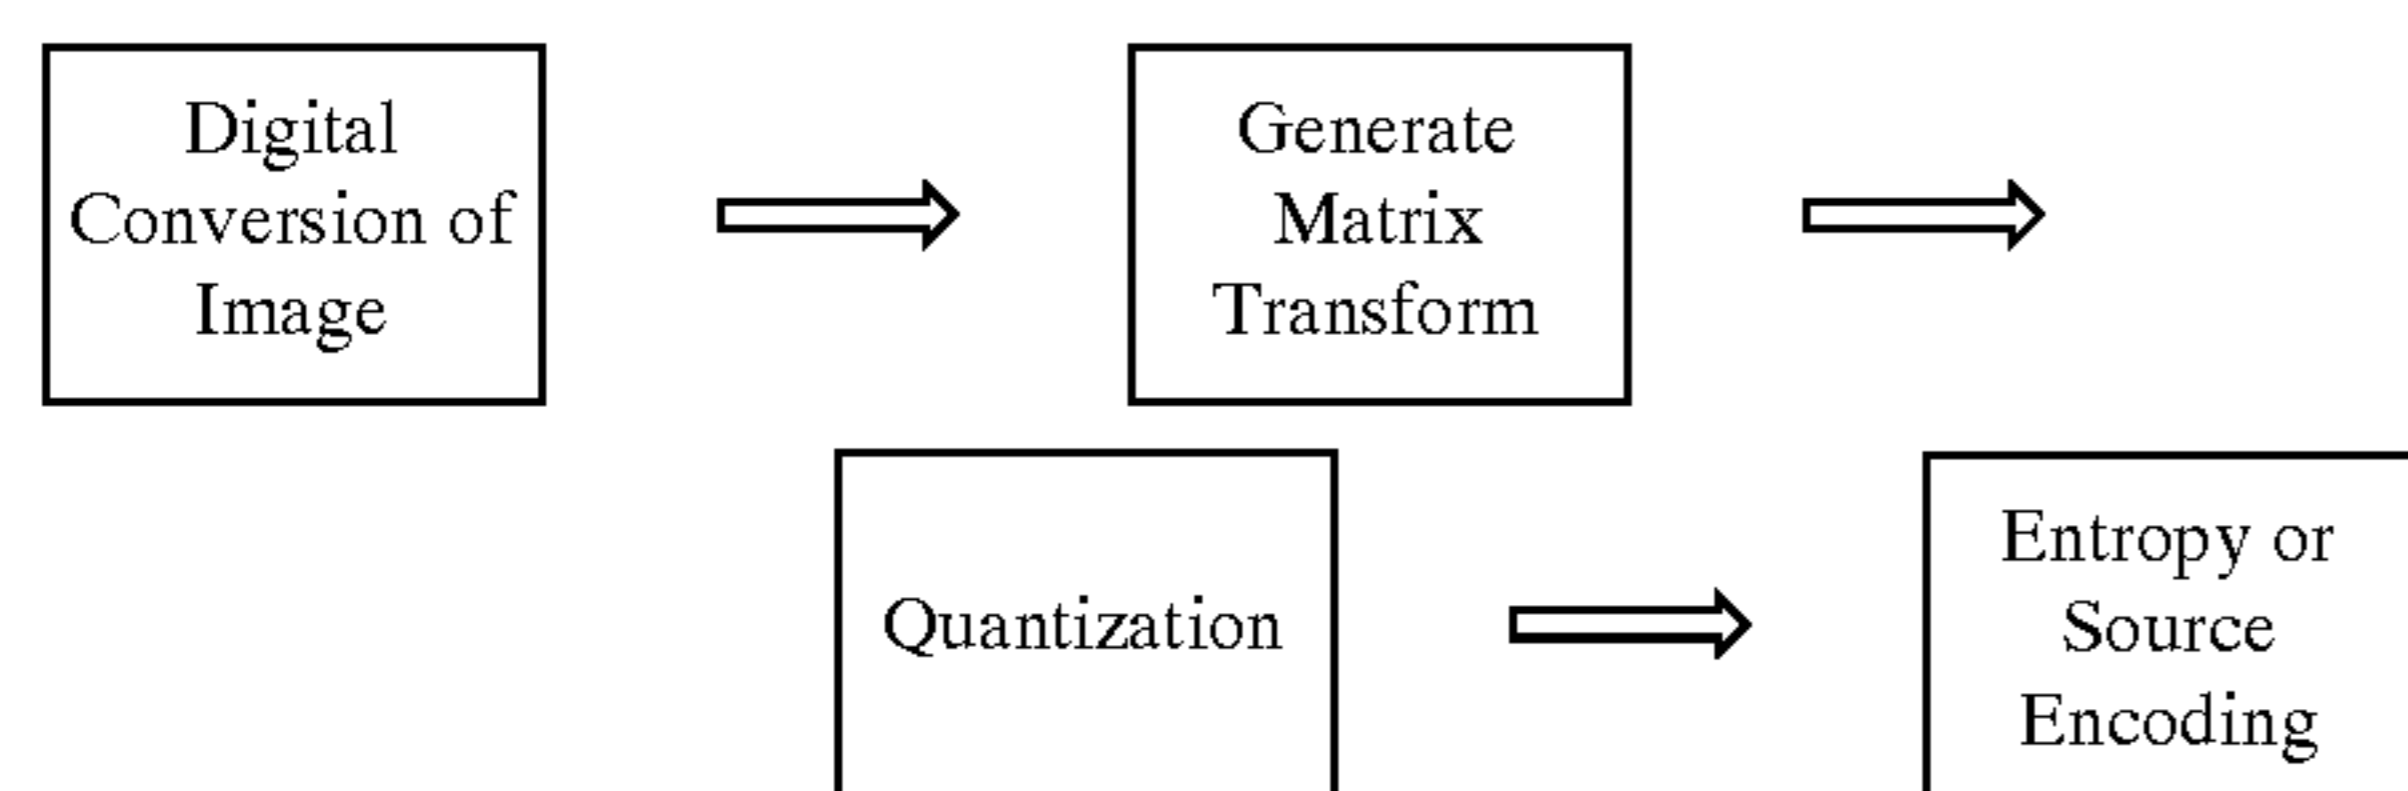 Digital
Conversion of
Image
Generate
Matrix
Transform
Quantization
Entropy or
Source
Encoding